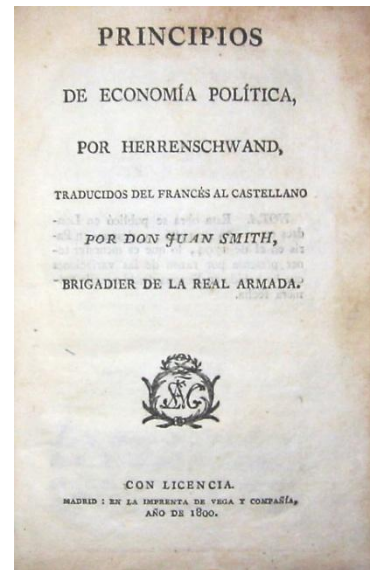 PRINCIPIOS
DE ECONOMÍA POLÍTICA,
POR HERRENSCHWAND,
TRADUCIDOS DEL FRANCÉS AL CASTELLANO
POR DON JUAN SMITH,
BRIGADIER DE LA REAL ARMADA.
CON LICENCIA.
MADRID : EN LA IMPRENTA DE VEGA Y COMPAÑÍA,
AÑO DE 1800.